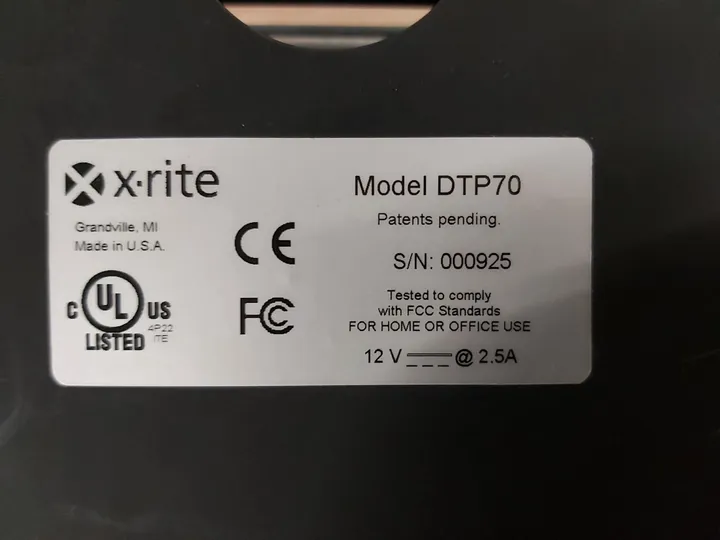 x·rite
Grandville, MI
Made in U.S.A.
CE
C UL US
LISTED
4P22
ITE
FC
Model DTP70
Patents pending.
S/N: 000925
Tested to comply
with FCC Standards
FOR HOME OR OFFICE USE
12 V ⎓ @ 2.5A